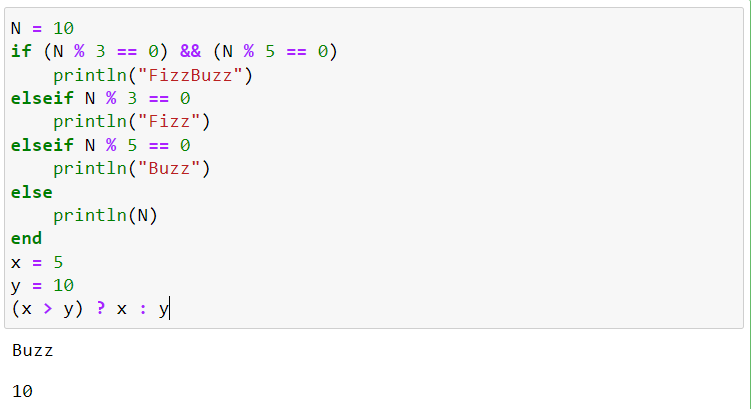 N = 10
if (N % 3 == 0) && (N % 5 == 0)
    println("FizzBuzz")
elseif N % 3 == 0
    println("Fizz")
elseif N % 5 == 0
    println("Buzz")
else
    println(N)
end
x = 5
y = 10
(x > y) ? x : y
Buzz
10